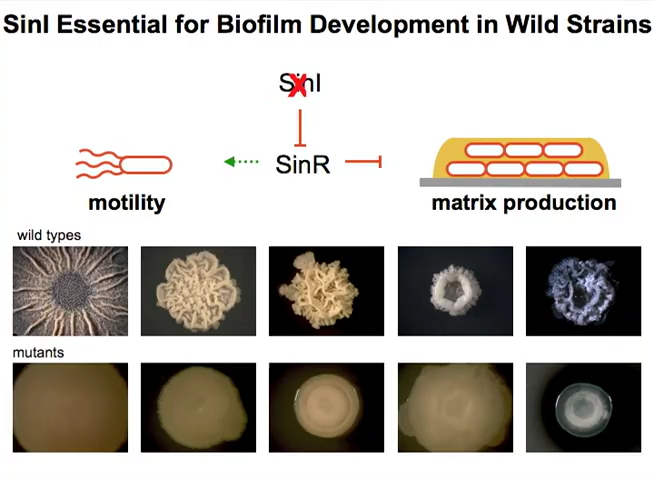 SinI Essential for Biofilm Development in Wild Strains
SinI
SinR
motility
matrix production
wild types
mutants